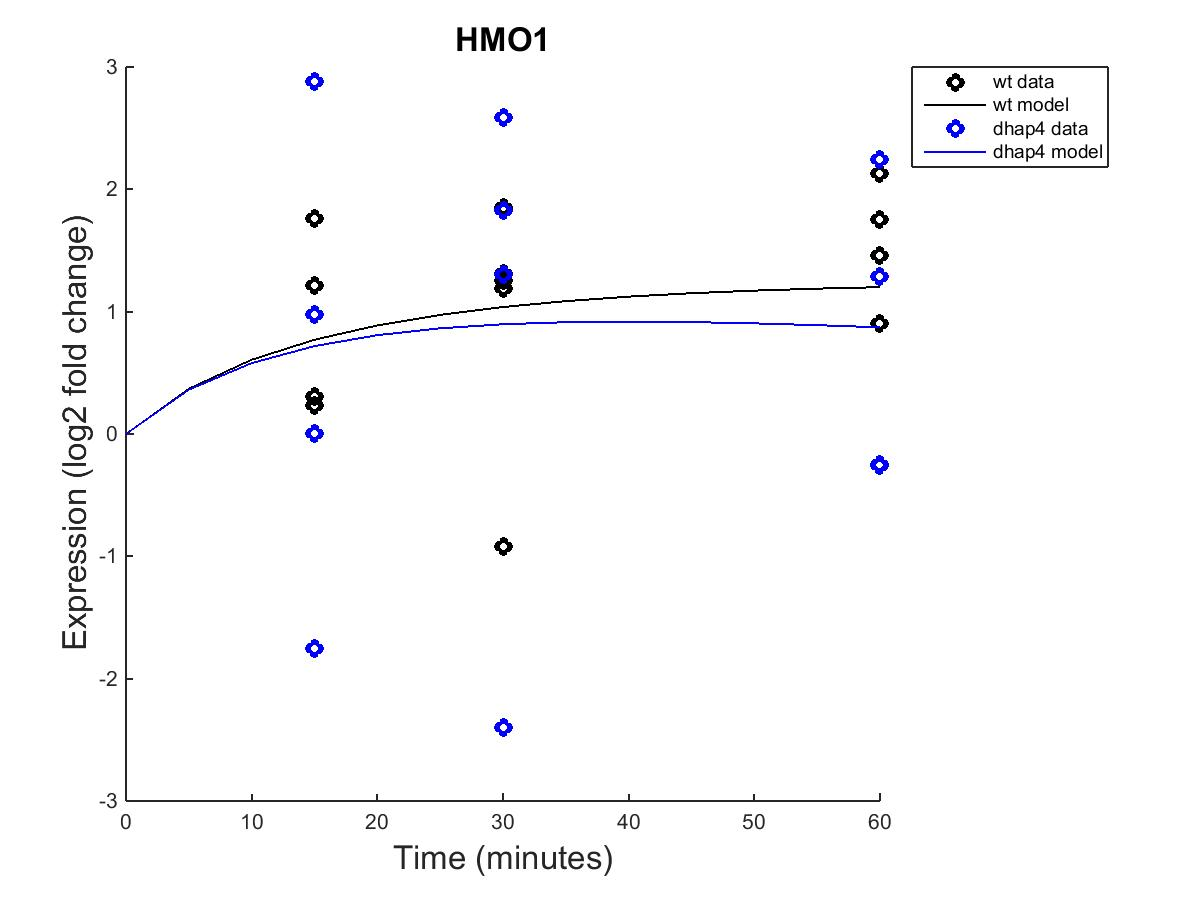 HMO1
3
2
1
0
-1
-2
-3
Expression (log2 fold change)
0 10 20 30 40 50 60
Time (minutes)
wt data
wt model
dhap4 data
dhap4 model